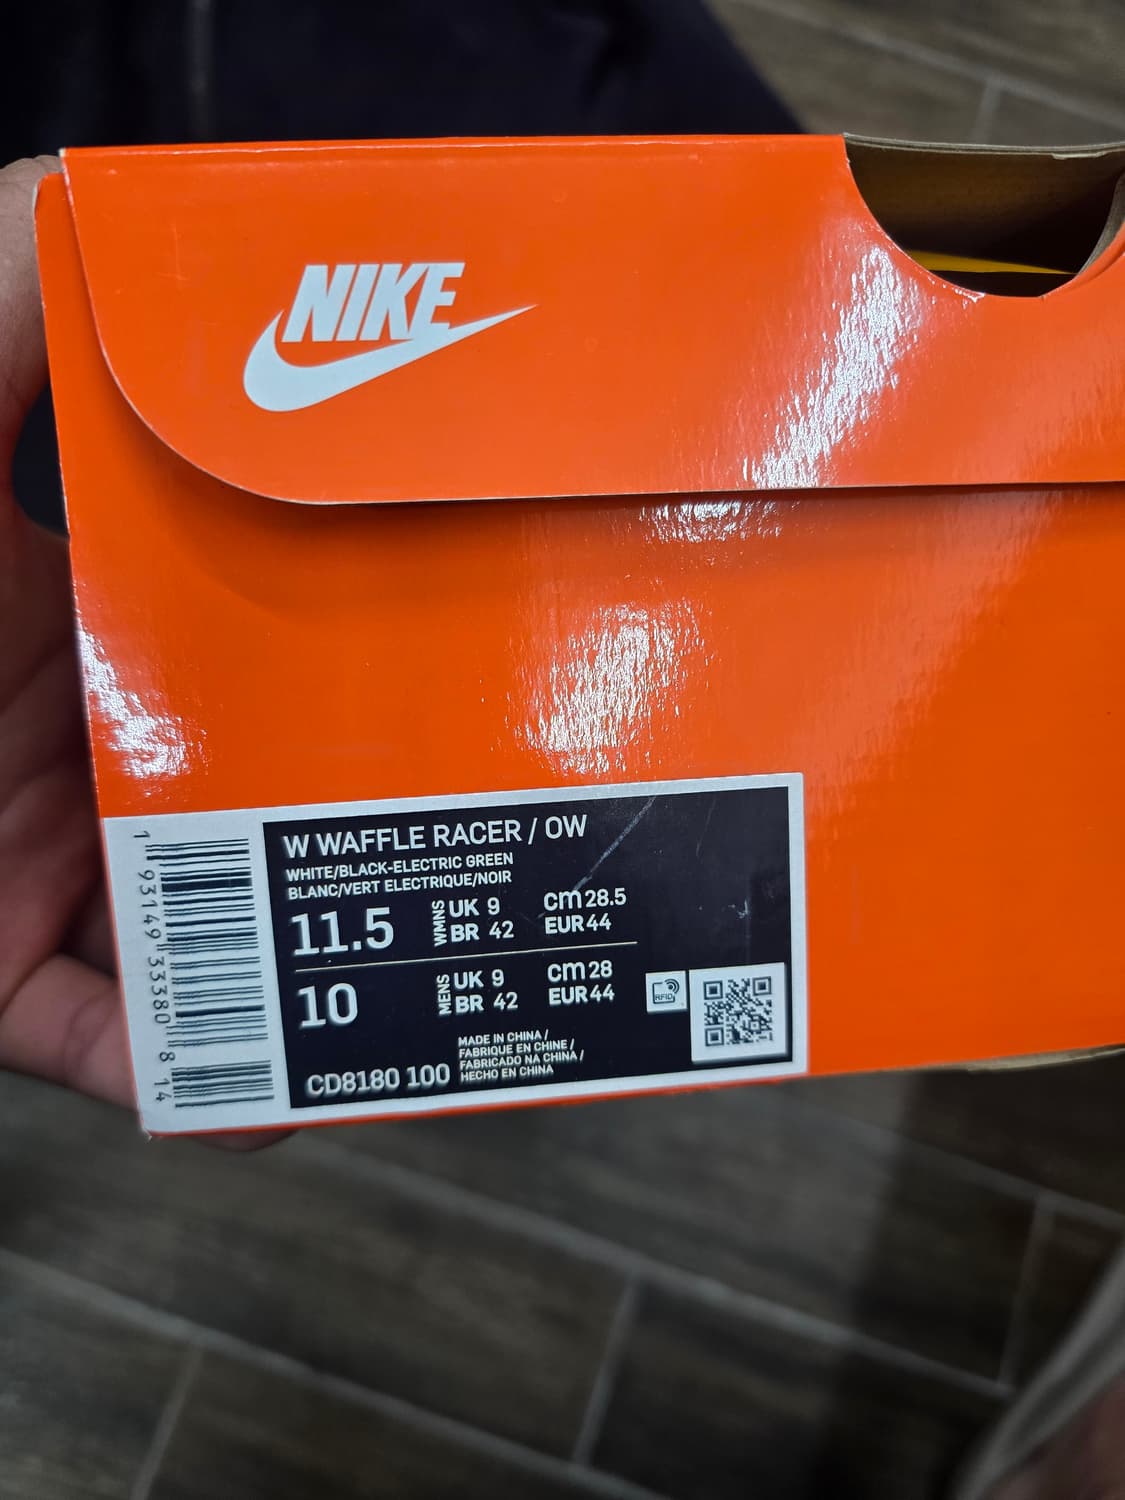 NIKE
W WAFFLE RACER / OW
WHITE/BLACK-ELECTRIC GREEN
BLANC/VERT ELECTRIQUE/NOIR
11.5 WMNS UK 9 cm 28.5
BR 42 EUR 44
10 MENS UK 9 cm 28
BR 42 EUR 44
RFID
CD8180 100
MADE IN CHINA /
FABRIQUE EN CHINE /
FABRICADO NA CHINA /
HECHO EN CHINA
1 93149 33380 8 14